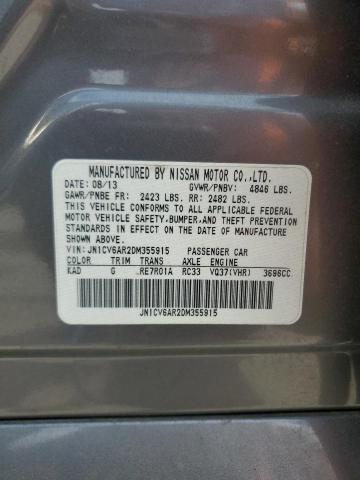 MANUFACTURED BY NISSAN MOTOR CO.,LTD.
DATE: 08/13 GVWR/PNBV: 4846 LBS.
GAWR/PNBE FR: 2423 LBS. RR: 2482 LBS.
THIS VEHICLE CONFORMS TO ALL APPLICABLE FEDERAL
MOTOR VEHICLE SAFETY,BUMPER,AND THEFT PREVENTION
STANDARDS IN EFFECT ON THE DATE OF MANUFACTURE
SHOWN ABOVE.
VIN: JN1CV6AR2DM355915 PASSENGER CAR
COLOR TRIM TRANS AXLE ENGINE
KAD G RE7R01A RC33 VQ37(VHR) 3696CC
JN1CV6AR2DM355915